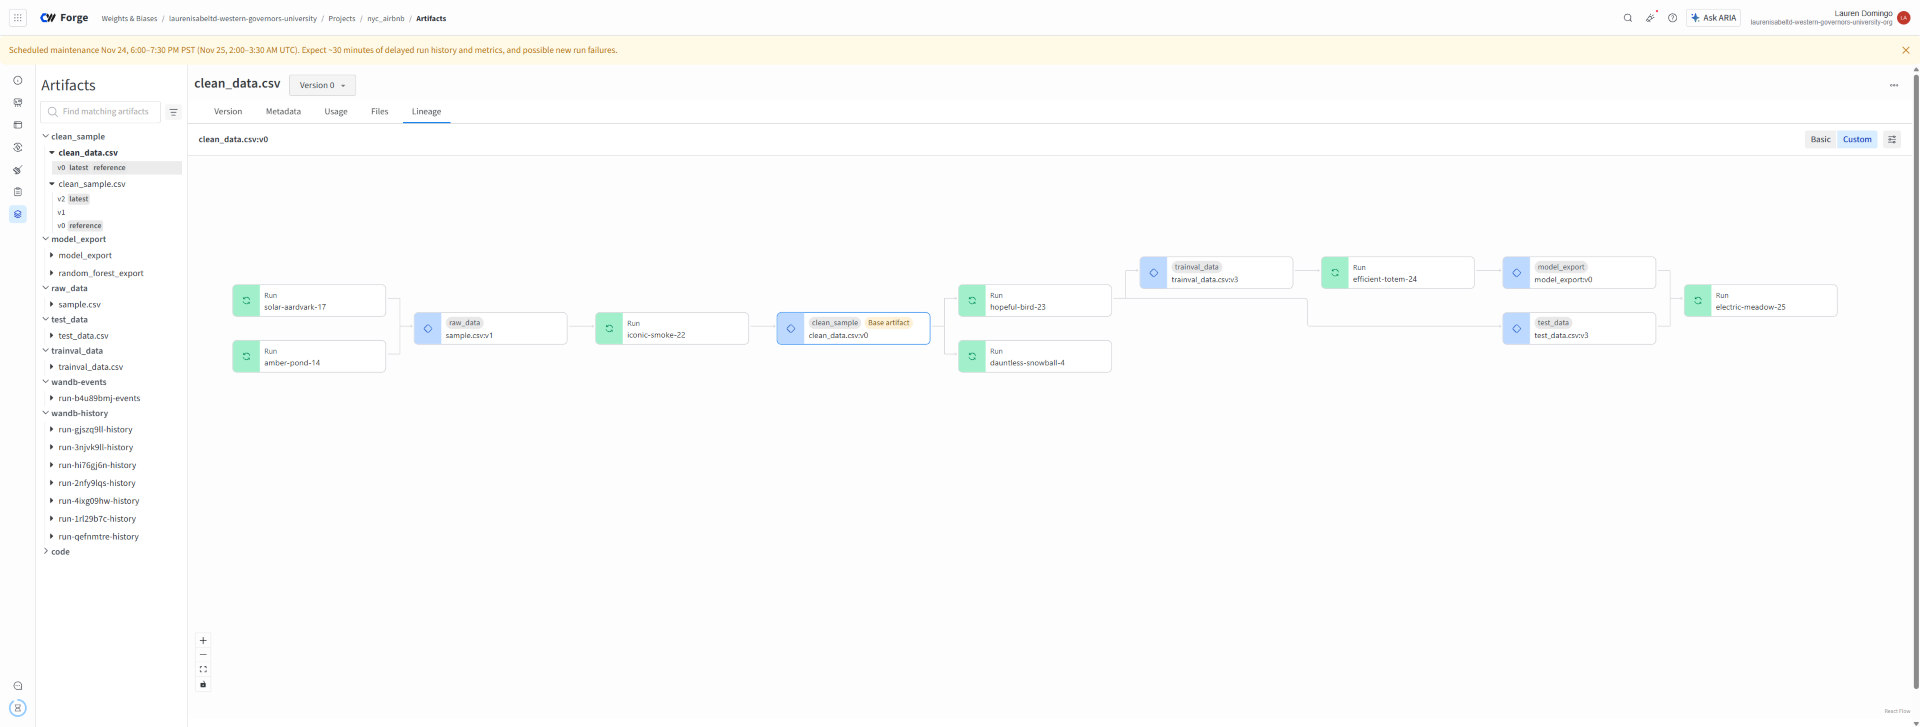 Forge
Weights & Biases / laurenisabeltd-western-governors-university / Projects / nyc_airbnb / Artifacts
Ask ARIA
Lauren Domingo
laurenisabeltd-western-governors-university-org
LA
Scheduled maintenance Nov 24, 6:00–7:30 PM PST (Nov 25, 2:00–3:30 AM UTC). Expect ~30 minutes of delayed run history and metrics, and possible new run failures.
Artifacts
Find matching artifacts
clean_sample
clean_data.csv
v0 latest reference
clean_sample.csv
v2 latest
v1
v0 reference
model_export
model_export
random_forest_export
raw_data
sample.csv
test_data
test_data.csv
trainval_data
trainval_data.csv
wandb-events
run-b4u89bmj-events
wandb-history
run-gjszq9ll-history
run-3njvk9ll-history
run-hi76gj6n-history
run-2nfy9lqs-history
run-4ixg09hw-history
run-1rl29b7c-history
run-qefnmtre-history
code
clean_data.csv
Version 0
Version Metadata Usage Files Lineage
clean_data.csv:v0
Basic Custom
Run
solar-aardvark-17
Run
amber-pond-14
raw_data
sample.csv:v1
Run
iconic-smoke-22
clean_sample Base artifact
clean_data.csv:v0
Run
hopeful-bird-23
Run
dauntless-snowball-4
trainval_data
trainval_data.csv:v3
Run
efficient-totem-24
model_export
model_export:v0
test_data
test_data.csv:v3
Run
electric-meadow-25
React Flow